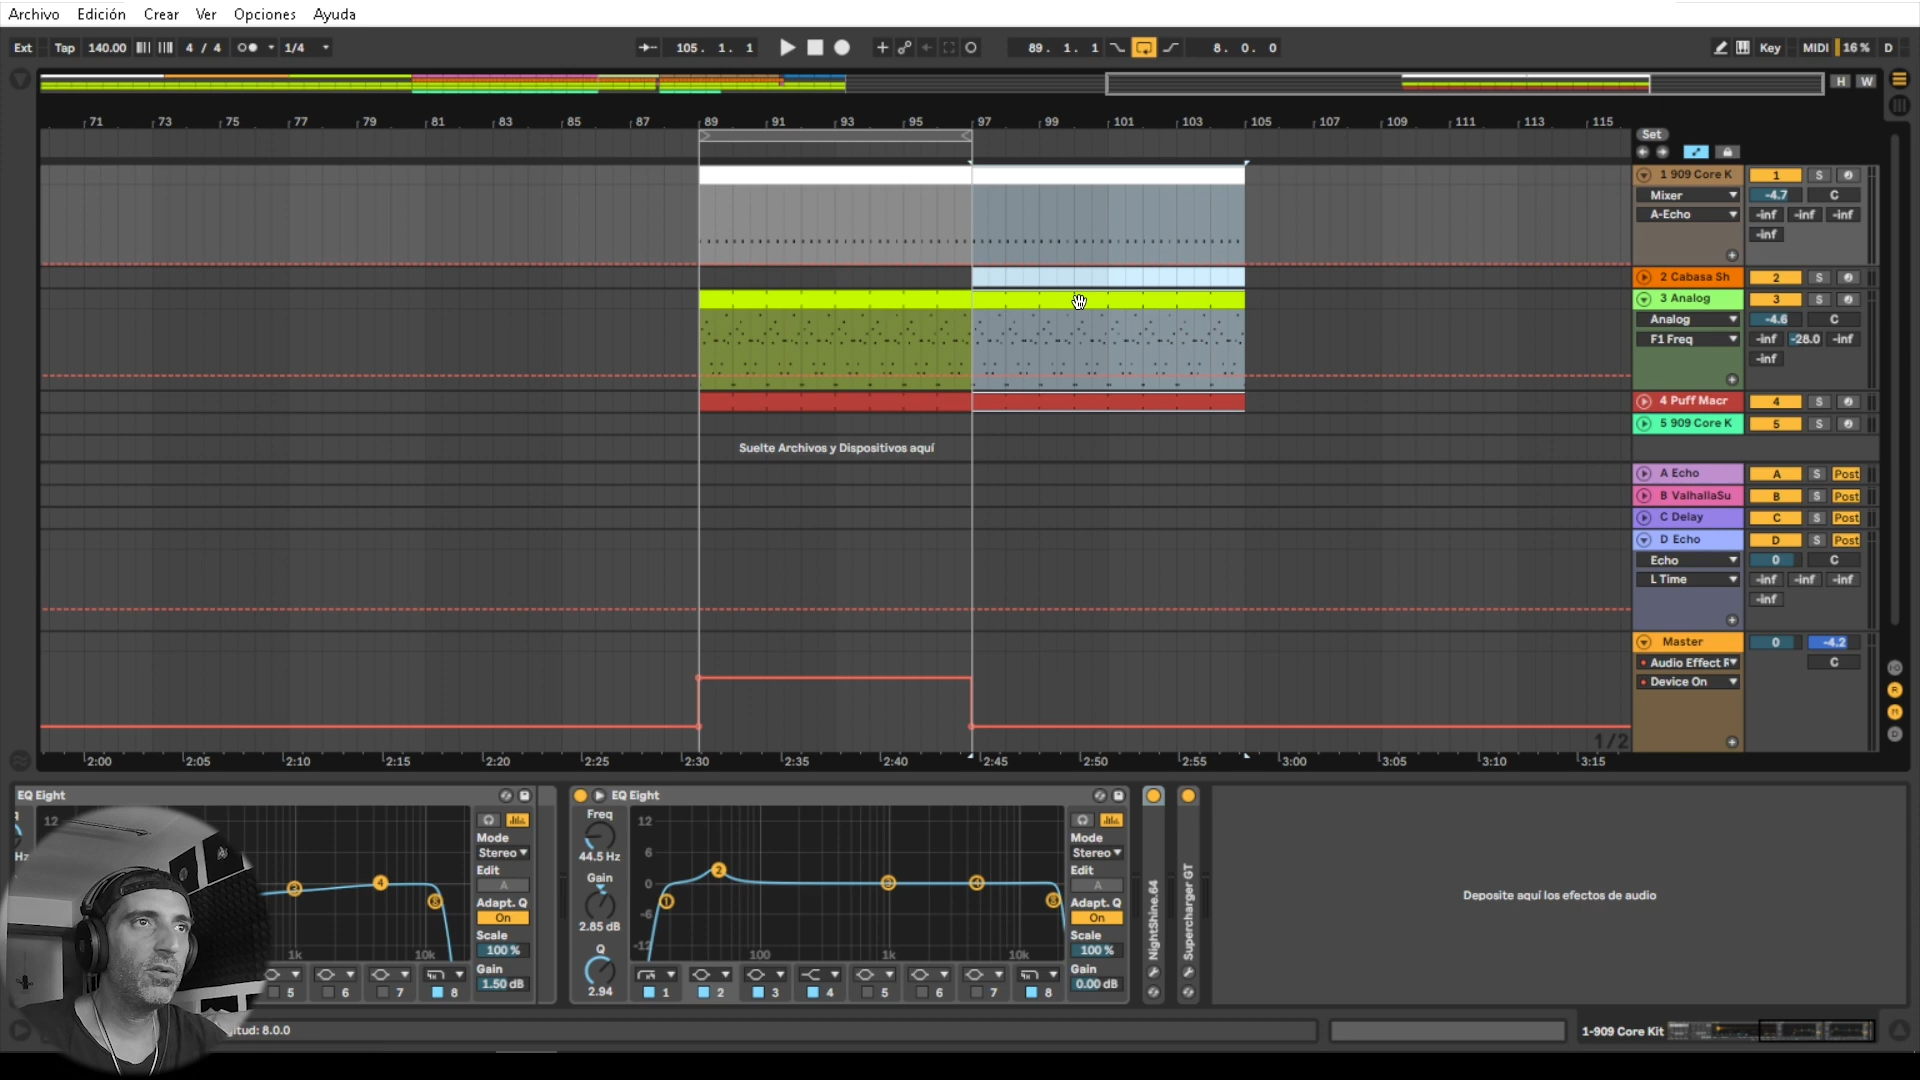 Archivo Edición Crear Ver Opciones Ayuda
Ext Tap 140.00 4 / 4 1/4 105. 1. 1 89. 1. 1 8. 0. 0 Key MIDI 16 % D
H W
71 73 75 77 79 81 83 85 87 89 91 93 95 97 99 101 103 105 107 109 111 113 115
Set
1 909 Core K 1 S
Mixer -4.7 C
A-Echo -inf -inf -inf
-inf
2 Cabasa Sh 2 S
3 Analog 3 S
Analog -4.6 C
F1 Freq -inf -28.0 -inf
-inf
4 Puff Macr 4 S
5 909 Core K 5 S
Suelte Archivos y Dispositivos aquí
A Echo A S Post
B ValhallaSu B S Post
C Delay C S Post
D Echo D S Post
Echo 0 C
L Time -inf -inf -inf
-inf
Master 0 -4.2
Audio Effect R C
Device On
1/2
2:00 2:05 2:10 2:15 2:20 2:25 2:30 2:35 2:40 2:45 2:50 2:55 3:00 3:05 3:10 3:15
EQ Eight
12
Hz
1k 10k
Mode
Stereo
Edit
A
Adapt. Q
On
Scale
100 %
Gain
1.50 dB
5 6 7 8
EQ Eight
Freq
44.5 Hz
Gain
2.85 dB
Q
2.94
12
6
0
-6
-12
100 1k 10k
1 2 3 4 5 6 7 8
Mode
Stereo
Edit
A
Adapt. Q
On
Scale
100 %
Gain
0.00 dB
NightShine.64
Supercharger GT
Deposite aquí los efectos de audio
itud: 8.0.0
1-909 Core Kit